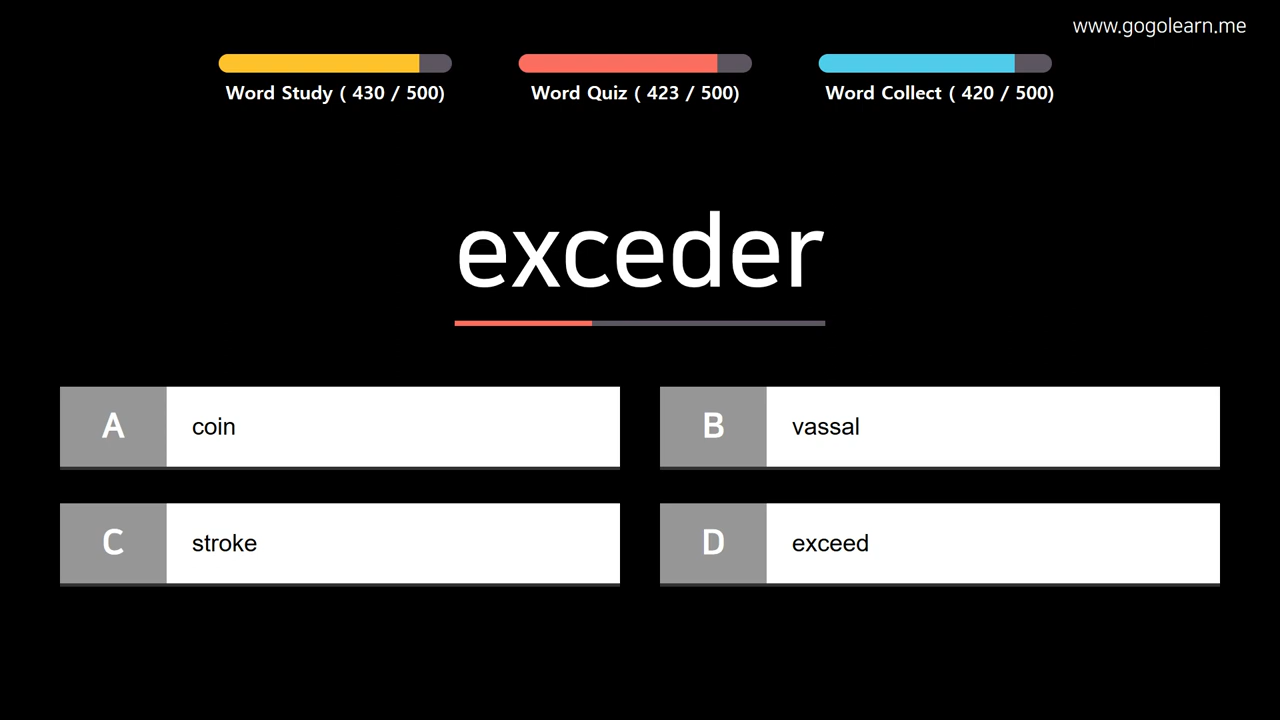 www.gogolearn.me
Word Study ( 430 / 500)
Word Quiz ( 423 / 500)
Word Collect ( 420 / 500)
exceder
A coin
B vassal
C stroke
D exceed